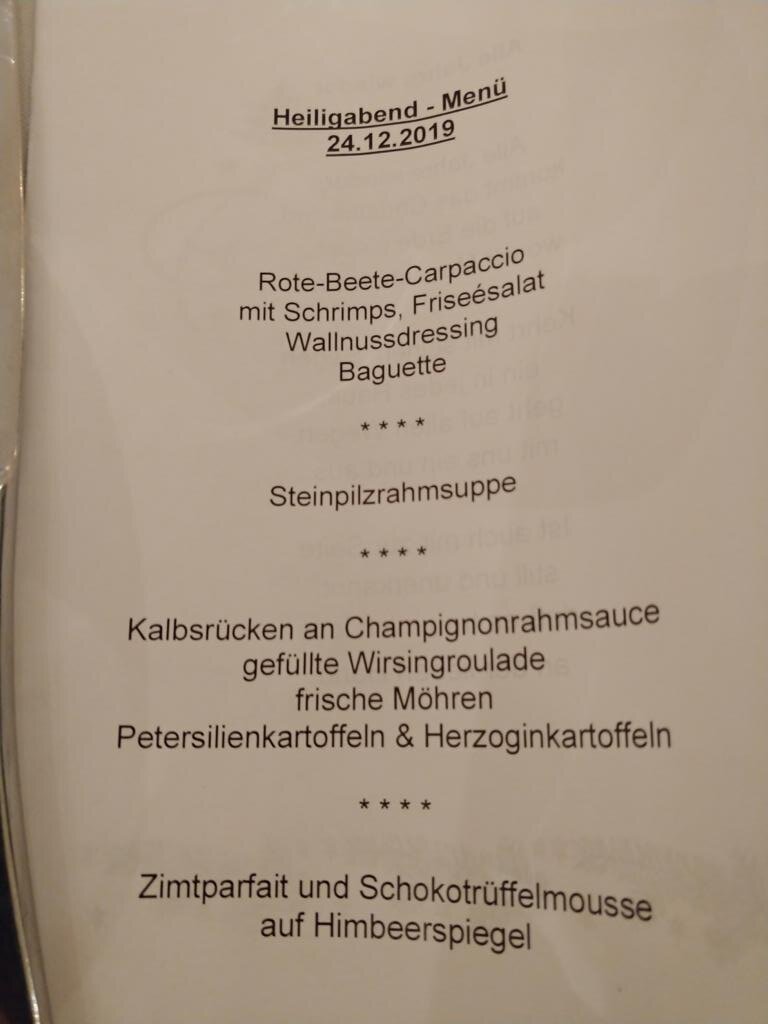 Heiligabend - Menü
24.12.2019
Rote-Beete-Carpaccio
mit Schrimps, Friseésalat
Wallnussdressing
Baguette
* * * *
Steinpilzrahmsuppe
* * * *
Kalbsrücken an Champignonrahmsauce
gefüllte Wirsingroulade
frische Möhren
Petersilienkartoffeln & Herzoginkartoffeln
* * * *
Zimtparfait und Schokotrüffelmousse
auf Himbeerspiegel